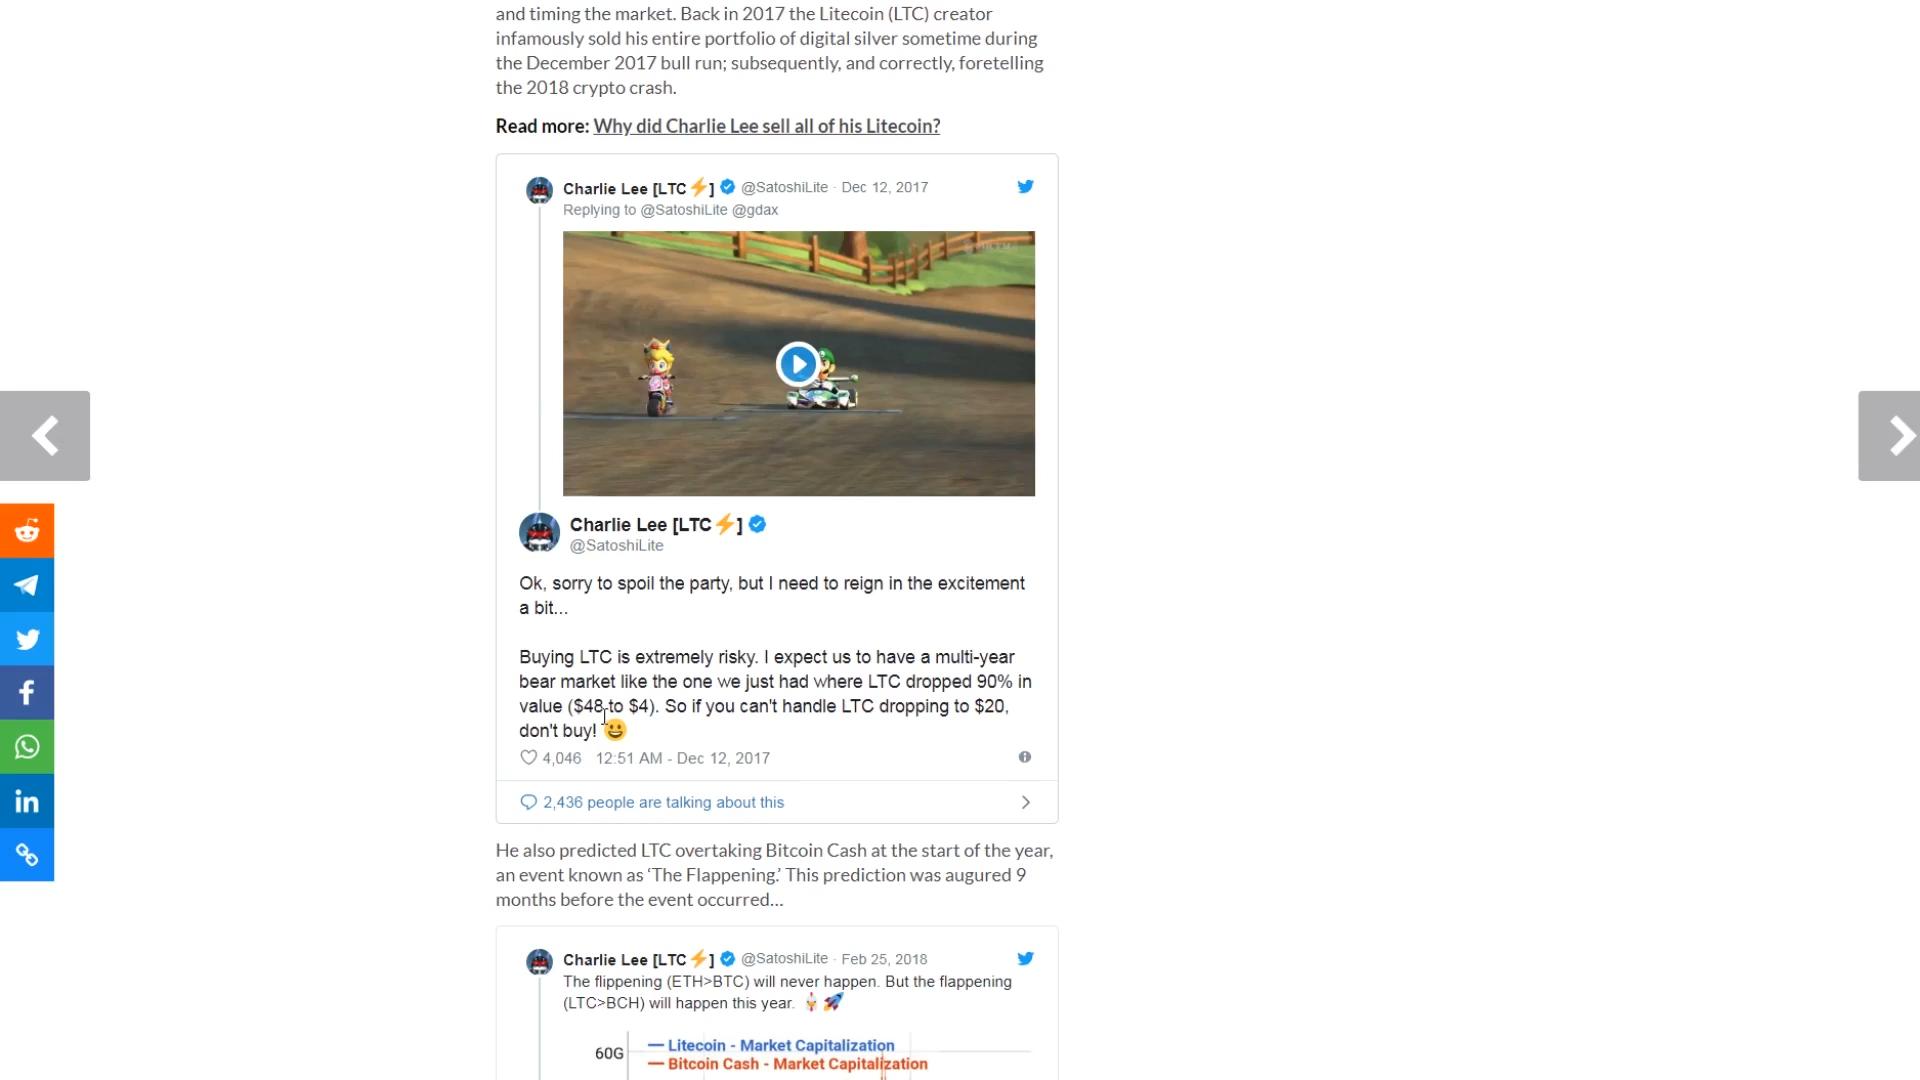 and timing the market. Back in 2017 the Litecoin (LTC) creator
infamously sold his entire portfolio of digital silver sometime during
the December 2017 bull run; subsequently, and correctly, foretelling
the 2018 crypto crash.
Read more: Why did Charlie Lee sell all of his Litecoin?
Charlie Lee [LTC⚡] @SatoshiLite · Dec 12, 2017
Replying to @SatoshiLite @gdax
Charlie Lee [LTC⚡]
@SatoshiLite
Ok, sorry to spoil the party, but I need to reign in the excitement
a bit...
Buying LTC is extremely risky. I expect us to have a multi-year
bear market like the one we just had where LTC dropped 90% in
value ($48 to $4). So if you can't handle LTC dropping to $20,
don't buy! 😀
4,046 12:51 AM - Dec 12, 2017
2,436 people are talking about this
He also predicted LTC overtaking Bitcoin Cash at the start of the year,
an event known as ‘The Flappening.’ This prediction was augured 9
months before the event occurred…
Charlie Lee [LTC⚡] @SatoshiLite · Feb 25, 2018
The flippening (ETH>BTC) will never happen. But the flappening
(LTC>BCH) will happen this year. 🐔🚀
60G
Litecoin - Market Capitalization
Bitcoin Cash - Market Capitalization